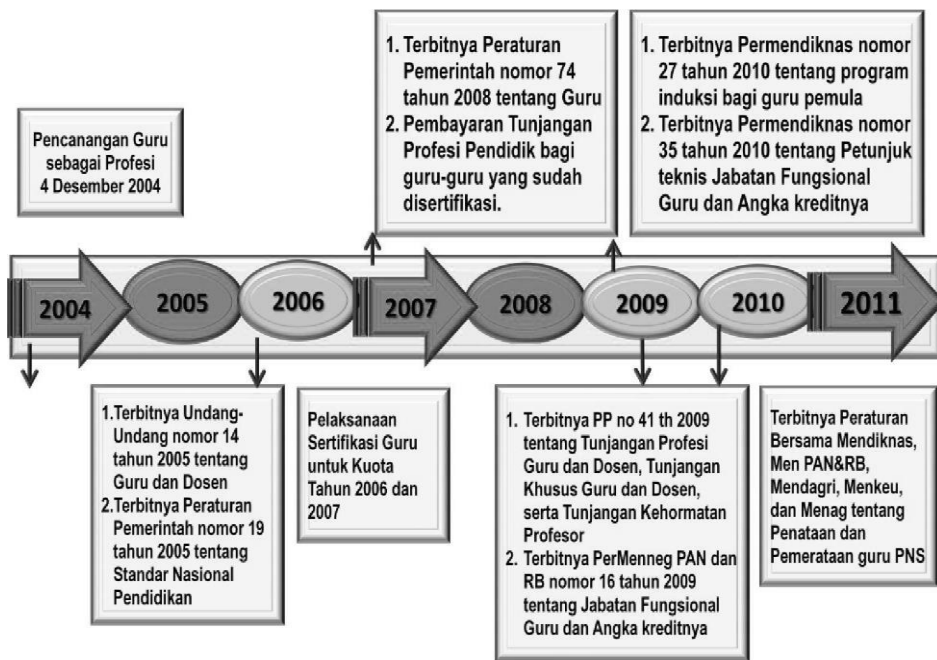 1. Terbitnya Peraturan
Pemerintah nomor 74
tahun 2008 tentang Guru
2. Pembayaran Tunjangan
Profesi Pendidik bagi
guru-guru yang sudah
disertifikasi.
1. Terbitnya Permendiknas nomor
27 tahun 2010 tentang program
induksi bagi guru pemula
2. Terbitnya Permendiknas nomor
35 tahun 2010 tentang Petunjuk
teknis Jabatan Fungsional
Guru dan Angka kreditnya
Pencanangan Guru
sebagai Profesi
4 Desember 2004
2004
2005
2006
2007
2008
2009
2010
2011
1.Terbitnya Undang-
Undang nomor 14
tahun 2005 tentang
Guru dan Dosen
2.Terbitnya Peraturan
Pemerintah nomor 19
tahun 2005 tentang
Standar Nasional
Pendidikan
Pelaksanaan
Sertifikasi Guru
untuk Kuota
Tahun 2006 dan
2007
1. Terbitnya PP no 41 th 2009
tentang Tunjangan Profesi
Guru dan Dosen, Tunjangan
Khusus Guru dan Dosen,
serta Tunjangan Kehormatan
Profesor
2. Terbitnya PerMenneg PAN dan
RB nomor 16 tahun 2009
tentang Jabatan Fungsional
Guru dan Angka kreditnya
Terbitnya Peraturan
Bersama Mendiknas,
Men PAN&RB,
Mendagri, Menkeu,
dan Menag tentang
Penataan dan
Pemerataan guru PNS